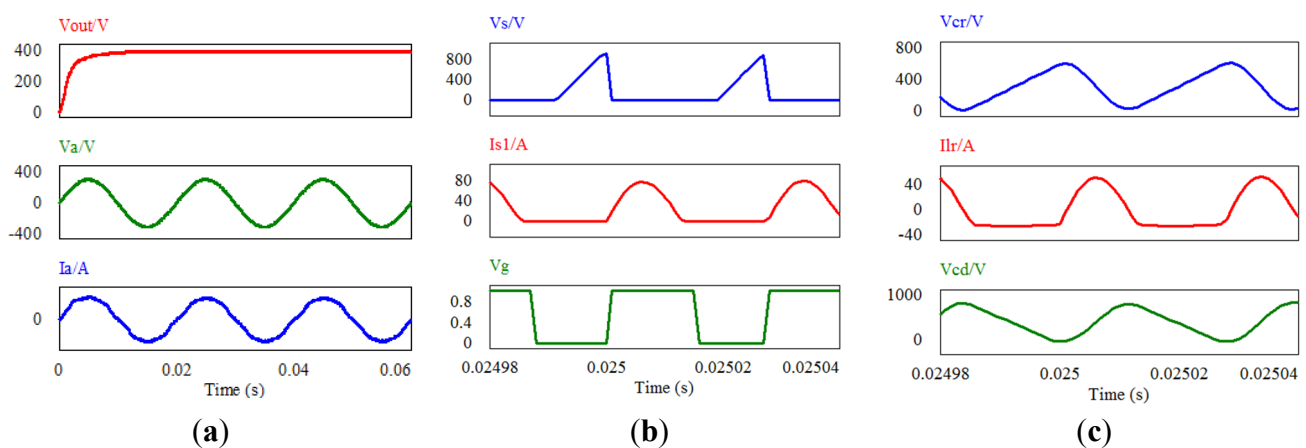 Vout/V
400
200
0
Va/V
400
0
-400
Ia/A
0
0 0.02 0.04 0.06
Time (s)
(a)
Vs/V
800
400
0
Is1/A
80
40
0
Vg
0.8
0.4
0
0.02498 0.025 0.02502 0.02504
Time (s)
(b)
Vcr/V
800
400
0
Ilr/A
40
0
-40
Vcd/V
1000
0
0.02498 0.025 0.02502 0.02504
Time (s)
(c)